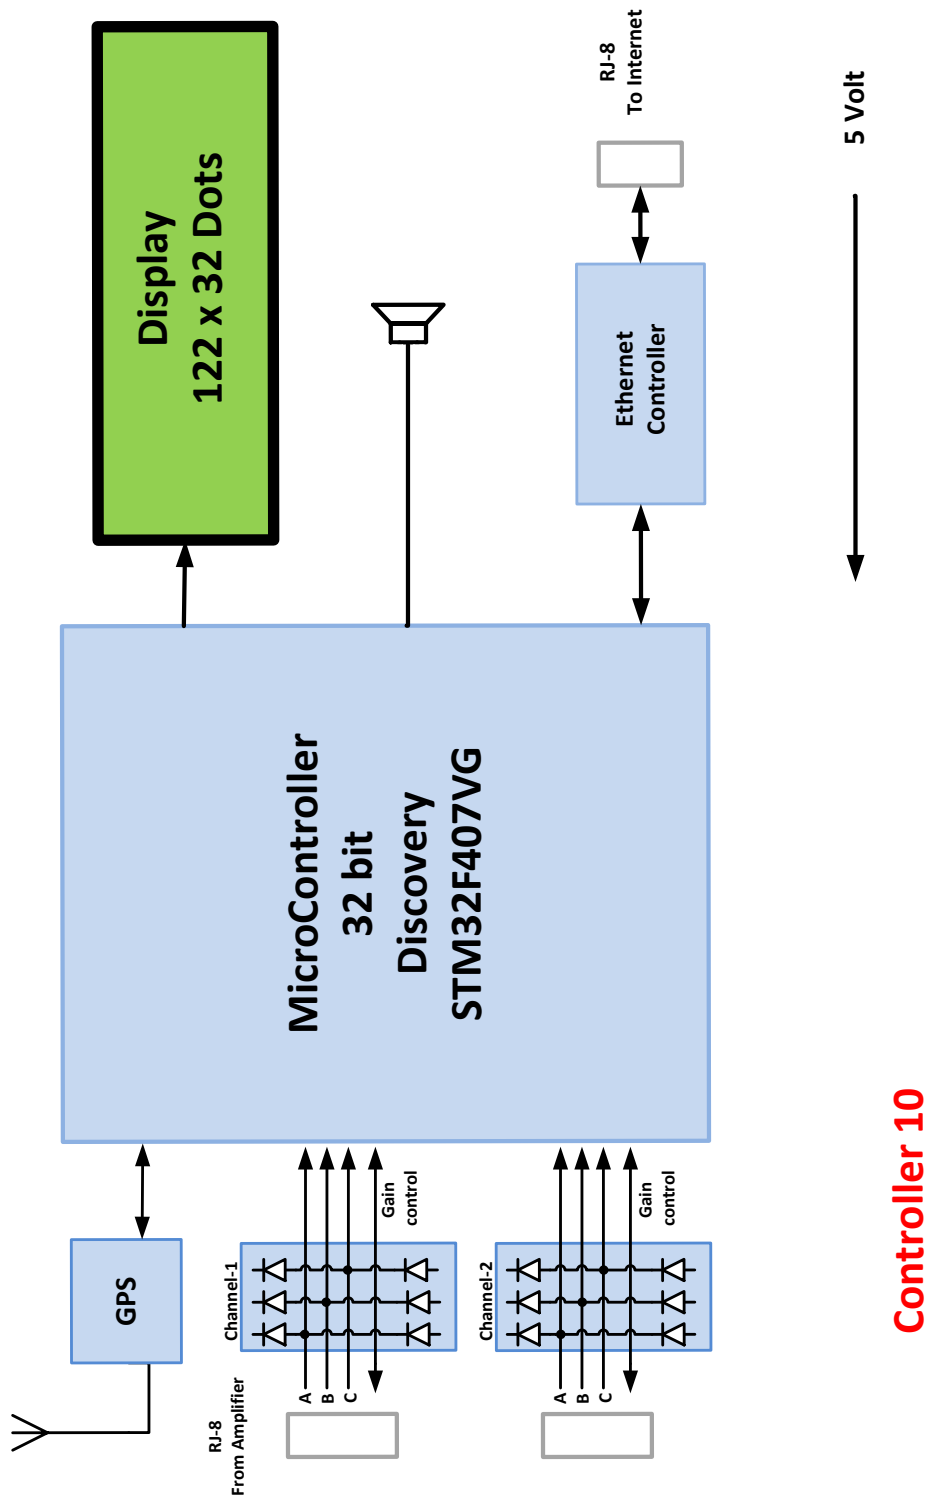 GPS
RJ-8
From Amplifier
Channel-1
A
B
C
Gain
control
Channel-2
A
B
C
Gain
control
MicroController
32 bit
Discovery
STM32F407VG
Display
122 x 32 Dots
Ethernet
Controller
RJ-8
To Internet
5 Volt
Controller 10